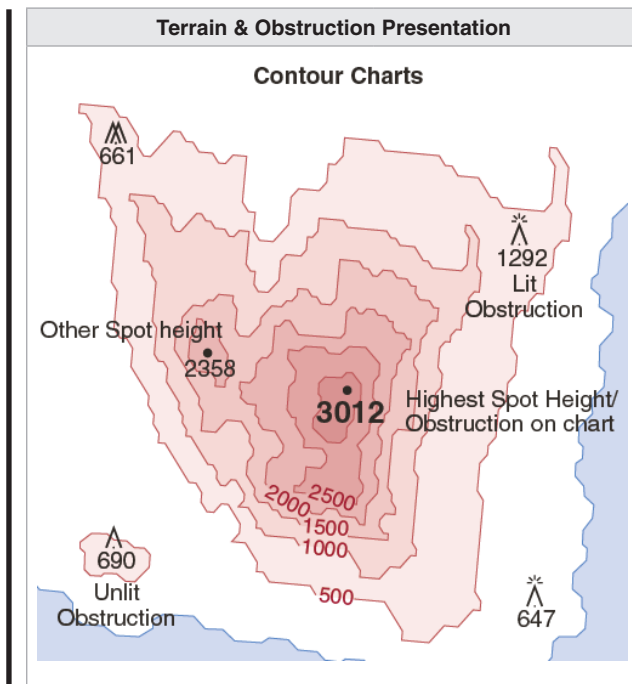 Terrain & Obstruction Presentation
Contour Charts
661
1292
Lit
Obstruction
Other Spot height
2358
3012
Highest Spot Height/
Obstruction on chart
2500
2000
1500
1000
500
690
Unlit
Obstruction
647